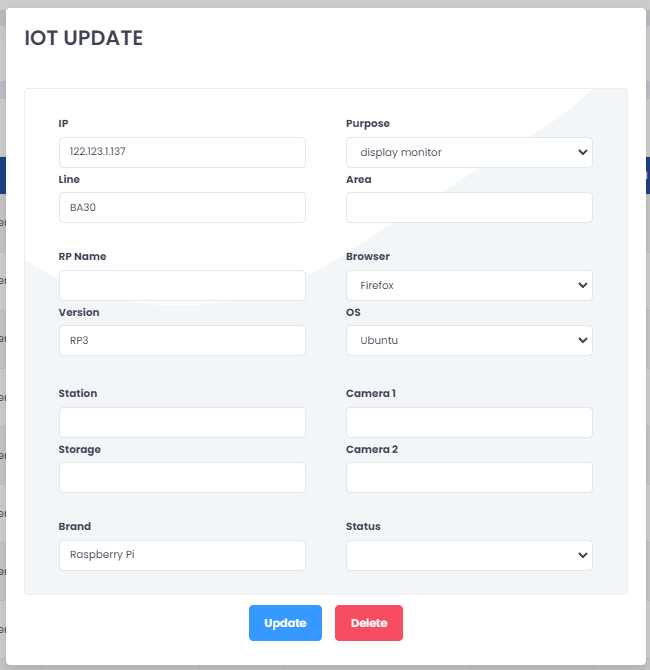 IOT UPDATE
IP Purpose
122.123.1.137 display monitor
Line Area
BA30
RP Name Browser
Firefox
Version OS
RP3 Ubuntu
Station Camera 1
Storage Camera 2
Brand Status
Raspberry Pi
Update Delete